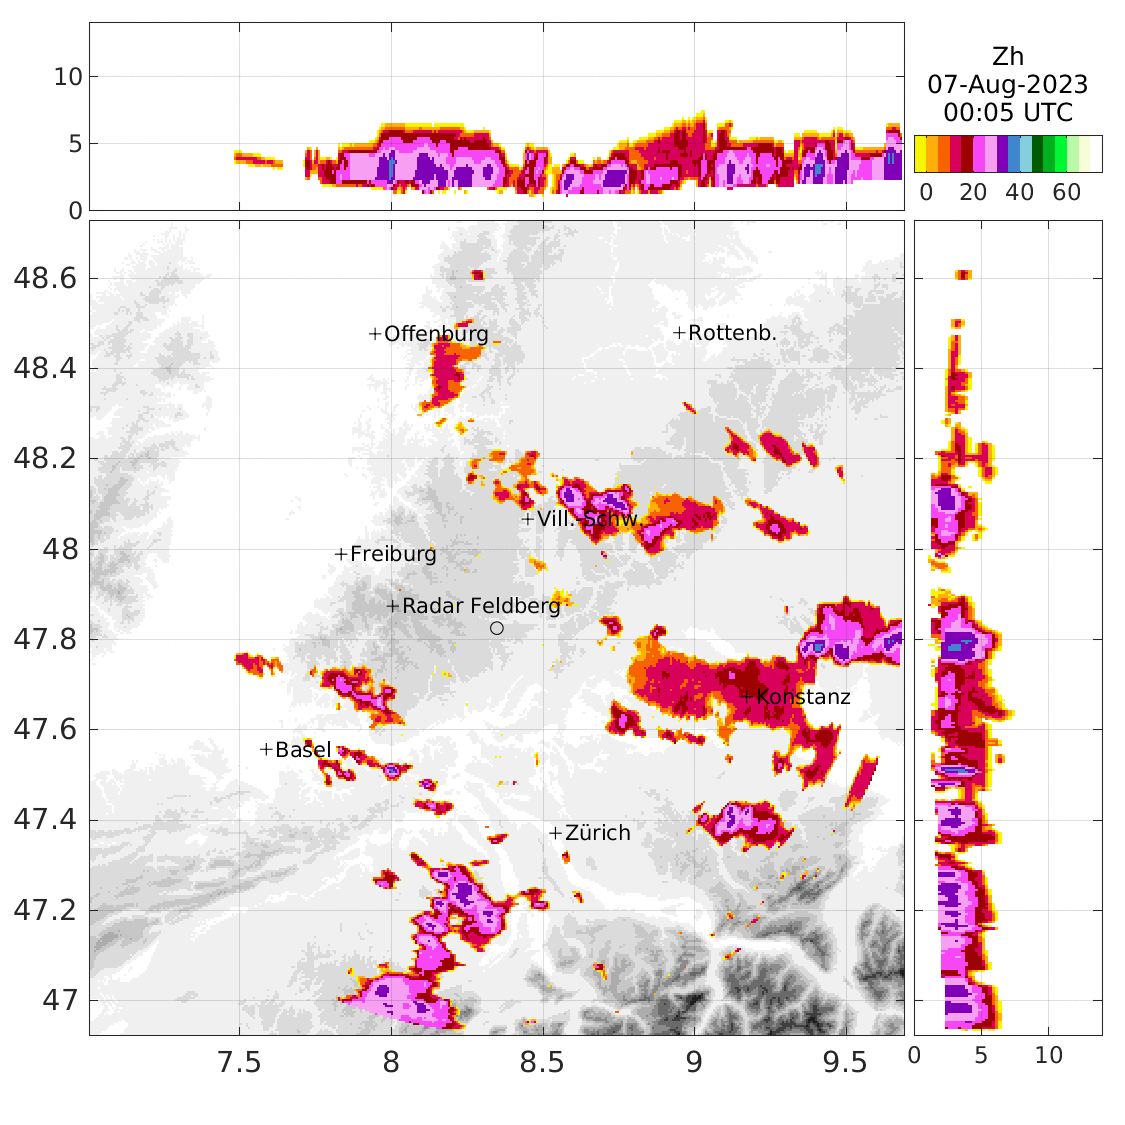 Zh
07-Aug-2023
00:05 UTC
0 20 40 60
10
5
0
48.6
48.4
48.2
48
47.8
47.6
47.4
47.2
47
+Offenburg
+Rottenb.
+Vill.-Schw.
+Freiburg
+Radar Feldberg
+Konstanz
+Basel
+Zürich
7.5 8 8.5 9 9.5
0 5 10